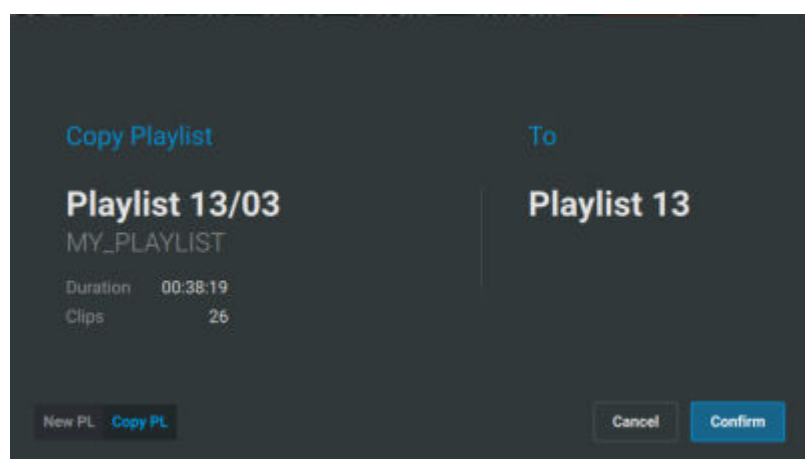 Copy Playlist
To
Playlist 13/03
Playlist 13
MY_PLAYLIST
Duration 00:38:19
Clips 26
New PL Copy PL
Cancel Confirm